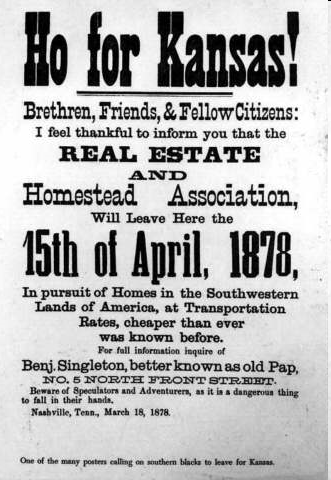 Ho for Kansas!
Brethren, Friends, & Fellow Citizens:
I feel thankful to inform you that the
REAL ESTATE
AND
Homestead Association,
Will Leave Here the
15th of April, 1878,
In pursuit of Homes in the Southwestern
Lands of America, at Transportation
Rates, cheaper than ever
was known before.
For full information inquire of
Benj. Singleton, better known as old Pap,
NO. 5 NORTH FRONT STREET.
Beware of Speculators and Adventurers, as it is a dangerous thing
to fall in their hands.
Nashville, Tenn., March 18, 1878.
One of the many posters calling on southern blacks to leave for Kansas.